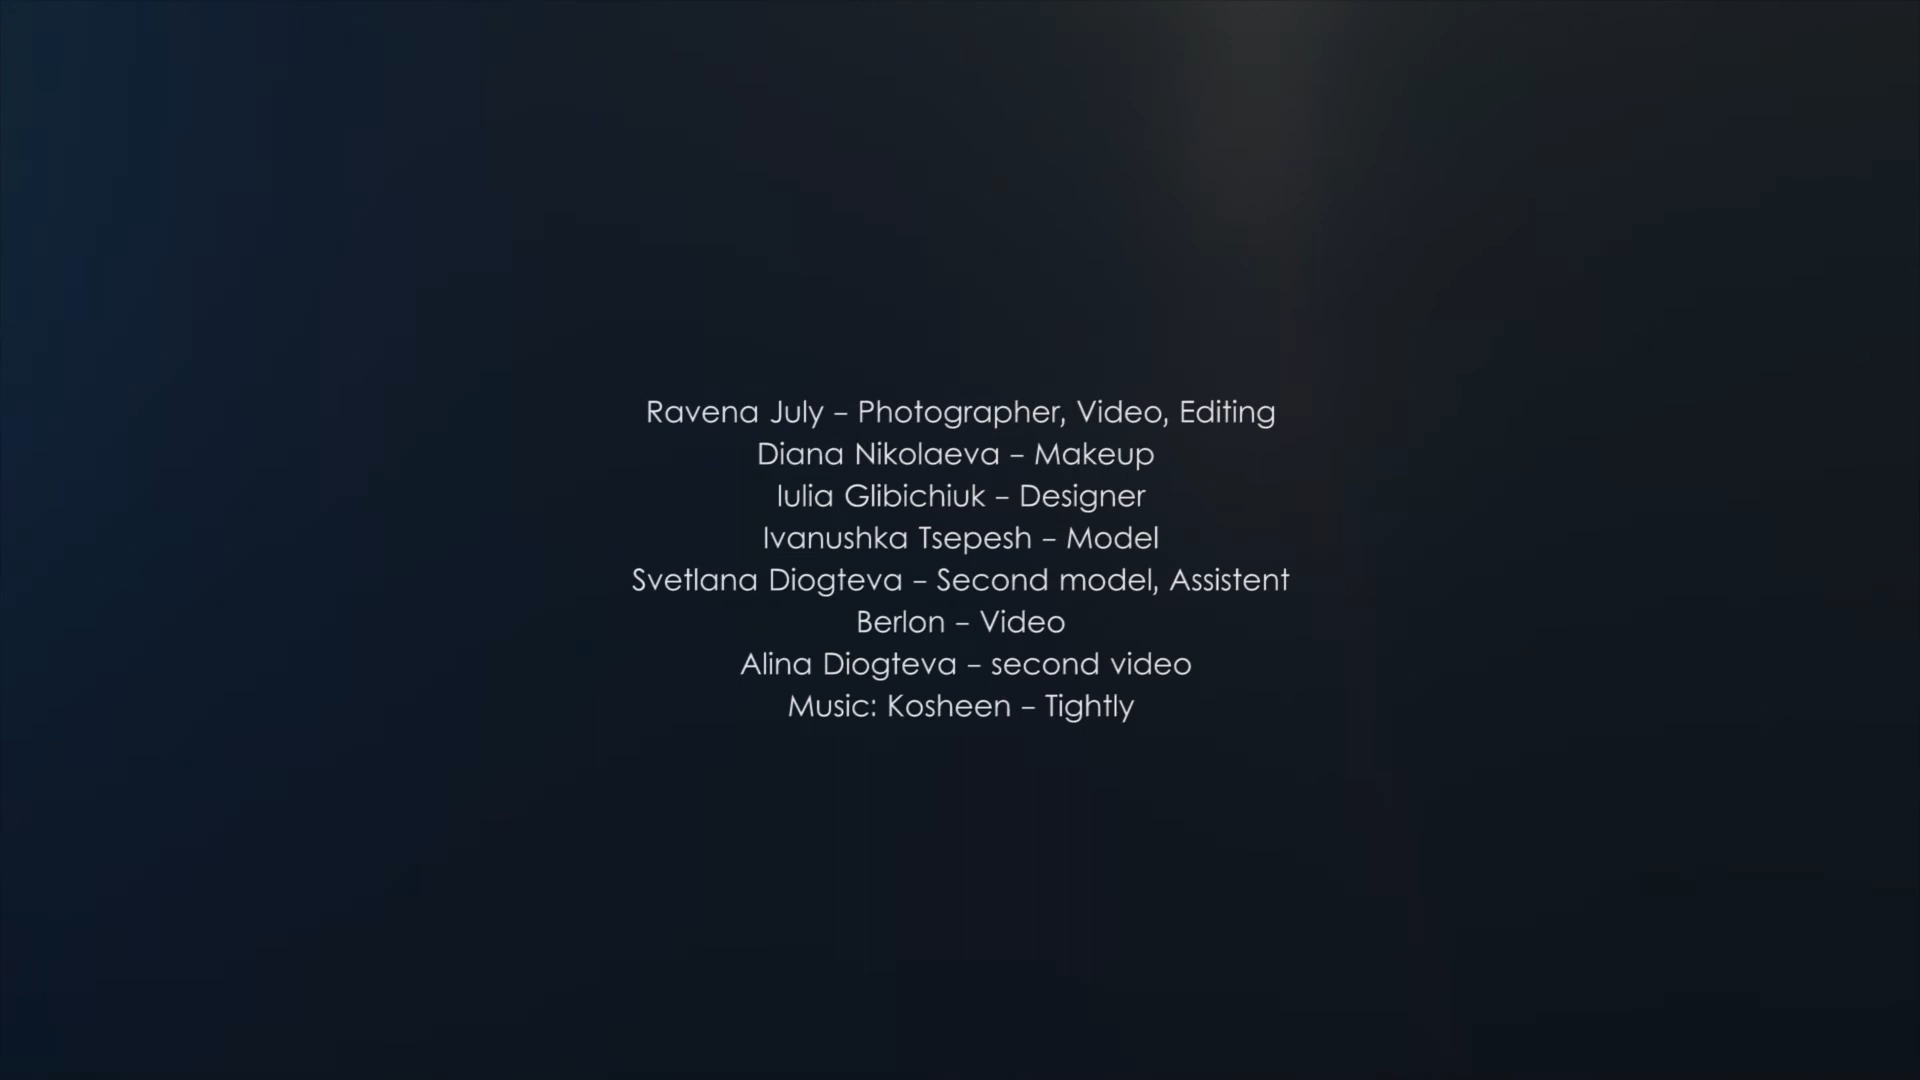 Ravena July – Photographer, Video, Editing
Diana Nikolaeva – Makeup
Iulia Glibichiuk – Designer
Ivanushka Tsepesh – Model
Svetlana Diogteva – Second model, Assistent
Berlon – Video
Alina Diogteva – second video
Music: Kosheen – Tightly